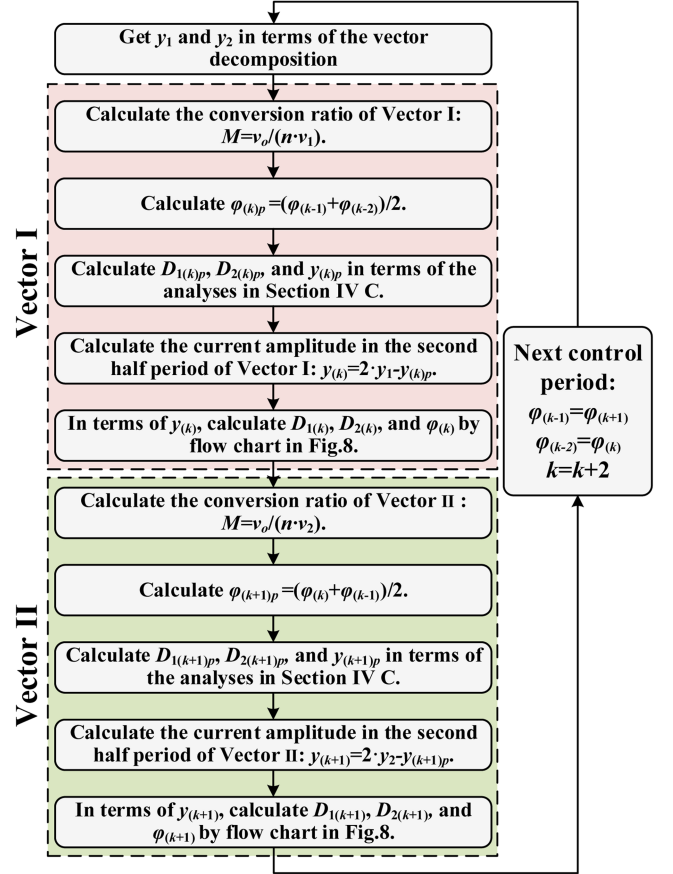 Get y₁ and y₂ in terms of the vector
decomposition
Vector I
Calculate the conversion ratio of Vector I:
M=vₒ/(n·v₁).
Calculate φ₍ₖ₎ₚ=(φ₍ₖ₋₁₎+φ₍ₖ₋₂₎)/2.
Calculate D₁₍ₖ₎ₚ, D₂₍ₖ₎ₚ, and y₍ₖ₎ₚ in terms of the
analyses in Section IV C.
Calculate the current amplitude in the second
half period of Vector I: y₍ₖ₎=2·y₁-y₍ₖ₎ₚ.
In terms of y₍ₖ₎, calculate D₁₍ₖ₎, D₂₍ₖ₎, and φ₍ₖ₎ by
flow chart in Fig.8.
Vector II
Calculate the conversion ratio of Vector II :
M=vₒ/(n·v₂).
Calculate φ₍ₖ₊₁₎ₚ=(φ₍ₖ₎+φ₍ₖ₋₁₎)/2.
Calculate D₁₍ₖ₊₁₎ₚ, D₂₍ₖ₊₁₎ₚ, and y₍ₖ₊₁₎ₚ in terms of
the analyses in Section IV C.
Calculate the current amplitude in the second
half period of Vector II: y₍ₖ₊₁₎=2·y₂-y₍ₖ₊₁₎ₚ.
In terms of y₍ₖ₊₁₎, calculate D₁₍ₖ₊₁₎, D₂₍ₖ₊₁₎, and
φ₍ₖ₊₁₎ by flow chart in Fig.8.
Next control
period:
φ₍ₖ₋₁₎=φ₍ₖ₊₁₎
φ₍ₖ₋₂₎=φ₍ₖ₎
k=k+2